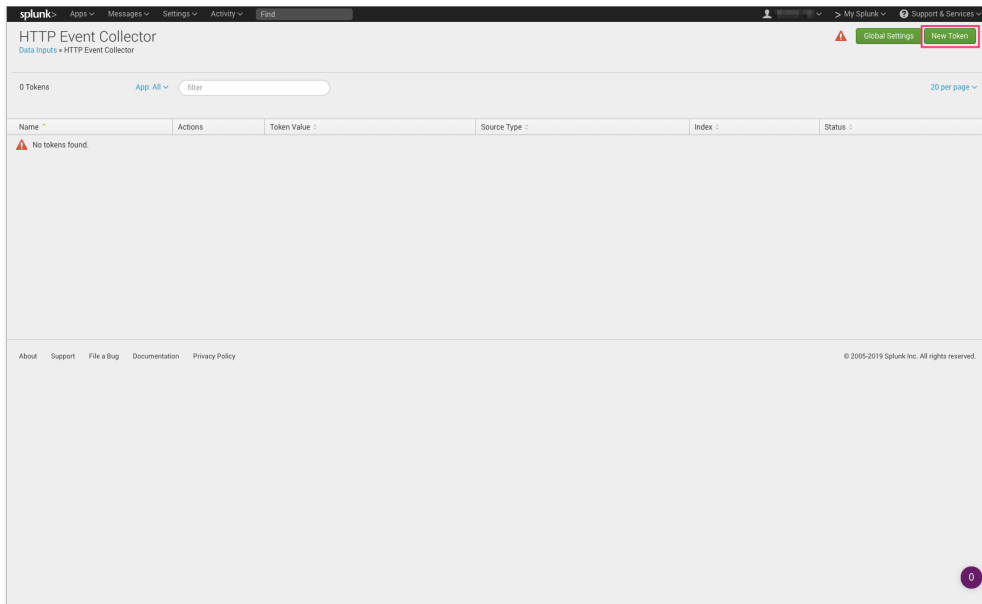 splunk> Apps Messages Settings Activity Find My Splunk Support & Services
HTTP Event Collector
Data Inputs » HTTP Event Collector
Global Settings New Token
0 Tokens App: All filter 20 per page
Name Actions Token Value Source Type Index Status
No tokens found.
About Support File a Bug Documentation Privacy Policy © 2005-2019 Splunk Inc. All rights reserved.
0